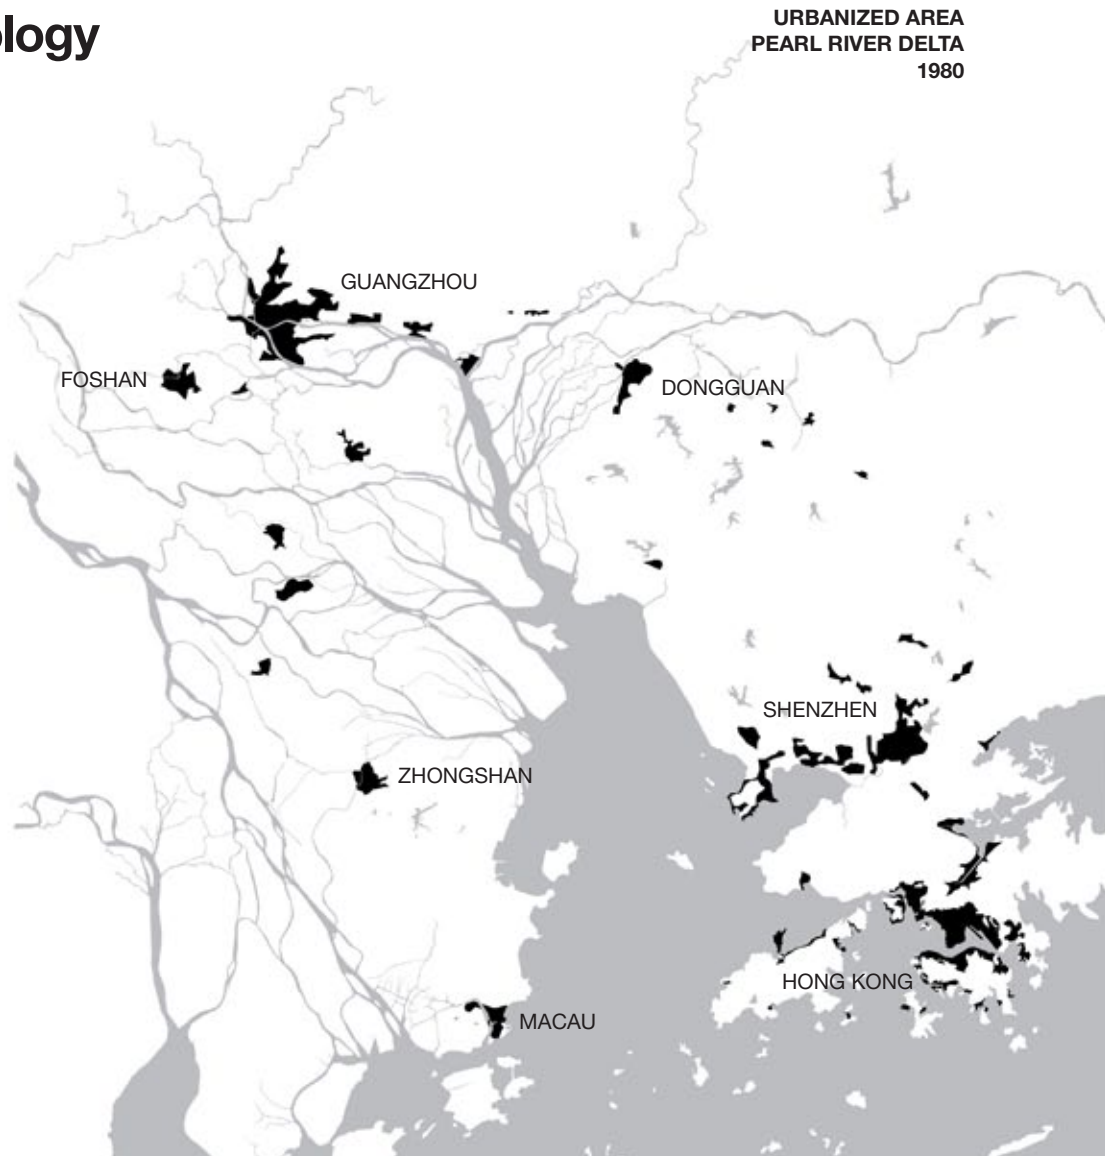 ology
URBANIZED AREA
PEARL RIVER DELTA
1980
GUANGZHOU
FOSHAN
DONGGUAN
SHENZHEN
ZHONGSHAN
HONG KONG
MACAU